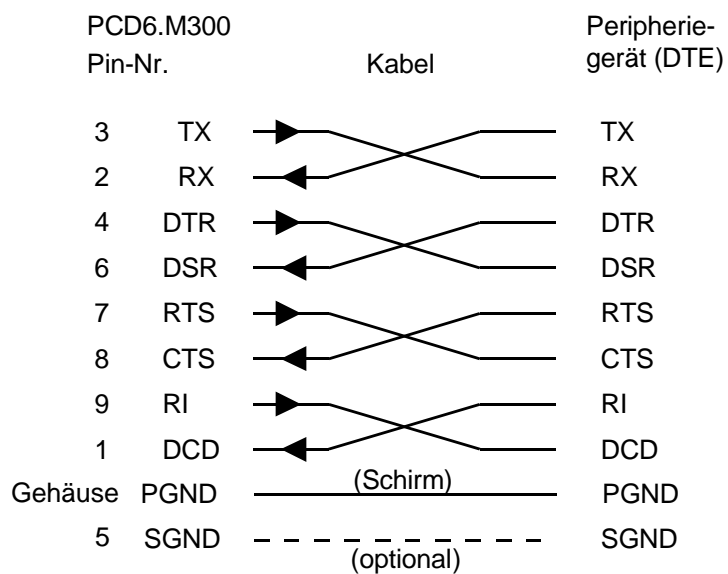 PCD6.M300 Peripherie-
Pin-Nr. Kabel gerät (DTE)
3 TX TX
2 RX RX
4 DTR DTR
6 DSR DSR
7 RTS RTS
8 CTS CTS
9 RI RI
1 DCD DCD
Gehäuse PGND (Schirm) PGND
5 SGND (optional) SGND